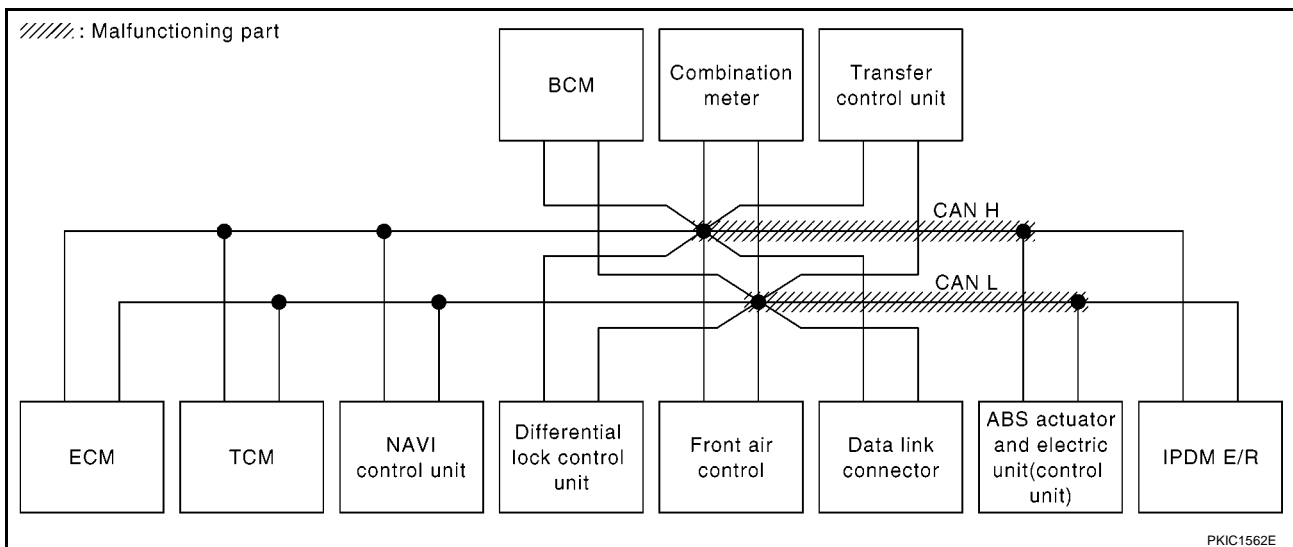 : Malfunctioning part
BCM
Combination
meter
Transfer
control unit
CAN H
CAN L
ECM
TCM
NAVI
control unit
Differential
lock control
unit
Front air
control
Data link
connector
ABS actuator
and electric
unit(control
unit)
IPDM E/R
PKIC1562E